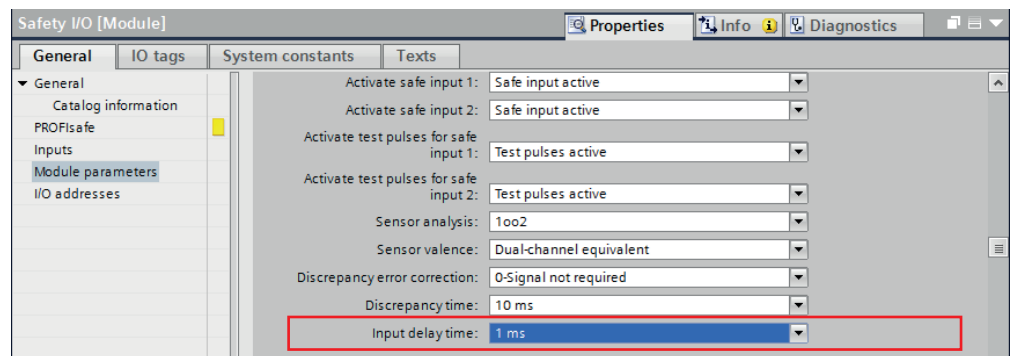 Safety I/O [Module]
Properties
Info
Diagnostics
General
IO tags
System constants
Texts
General
Catalog information
PROFIsafe
Inputs
Module parameters
I/O addresses
Activate safe input 1: Safe input active
Activate safe input 2: Safe input active
Activate test pulses for safe
input 1: Test pulses active
Activate test pulses for safe
input 2: Test pulses active
Sensor analysis: 1oo2
Sensor valence: Dual-channel equivalent
Discrepancy error correction: 0-Signal not required
Discrepancy time: 10 ms
Input delay time: 1 ms